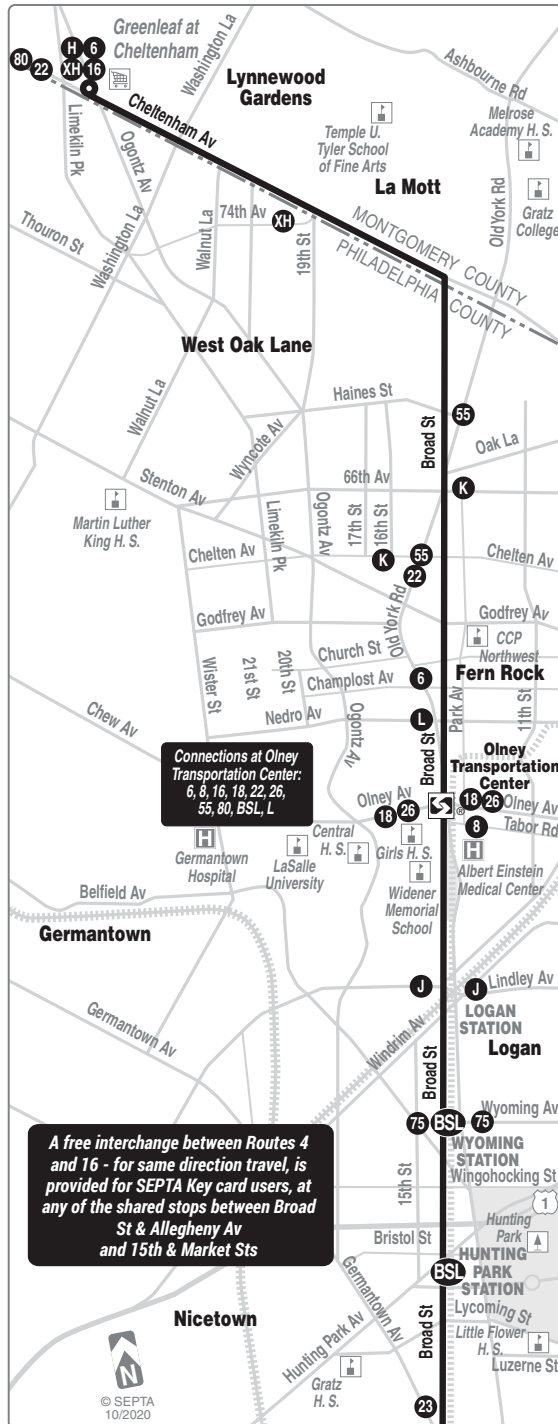 Greenleaf at
Cheltenham
H 6
XH 16
80
22
Washington La
Lynnewood
Gardens
Ashbourne Rd
Melrose
Academy H. S.
Temple U.
Tyler School
of Fine Arts
La Mott
Gratz
College
Old York Rd
Cheltenham Av
Limekiln Pk
Ogontz Av
Thouron St
Washington La
Walnut La
74th Av
XH
19th St
MONTGOMERY COUNTY
PHILADELPHIA COUNTY
West Oak Lane
Walnut La
Haines St
55
Broad St
Oak La
Wyncote Av
Stenton Av
66th Av
K
Martin Luther
King H. S.
Limekiln Pk
Ogontz Av
17th St
16th St
Chelten Av
K
55
22
Chelten Av
Old York Rd
Godfrey Av
Godfrey Av
CCP
Northwest
Church St
Wister St
21st St
20th St
Champlost Av
6
Fern Rock
Park Av
11th St
Chew Av
Nedro Av
L
Ogontz Av
Broad St
Olney
Transportation
Center
Connections at Olney
Transportation Center:
6, 8, 16, 18, 22, 26,
55, 80, BSL, L
Olney Av
18 26
®
18 26
Olney Av
8
Tabor Rd
Germantown
Hospital
LaSalle
University
Central
H. S.
Girls H. S.
Albert Einstein
Medical Center
Widener
Memorial
School
Belfield Av
Germantown
J
J
Lindley Av
LOGAN
STATION
Windrim Av
Germantown Av
Logan
Broad St
Wyoming Av
75 BSL 75
WYOMING
STATION
15th St
Wingohocking St
A free interchange between Routes 4
and 16 - for same direction travel, is
provided for SEPTA Key card users, at
any of the shared stops between Broad
St & Allegheny Av
and 15th & Market Sts
1
Bristol St
Hunting
Park
BSL
HUNTING
PARK
STATION
Germantown Av
Nicetown
Hunting Park Av
Broad St
Lycoming St
Little Flower
H. S.
Luzerne St
Gratz
H. S.
N
© SEPTA
10/2020
23